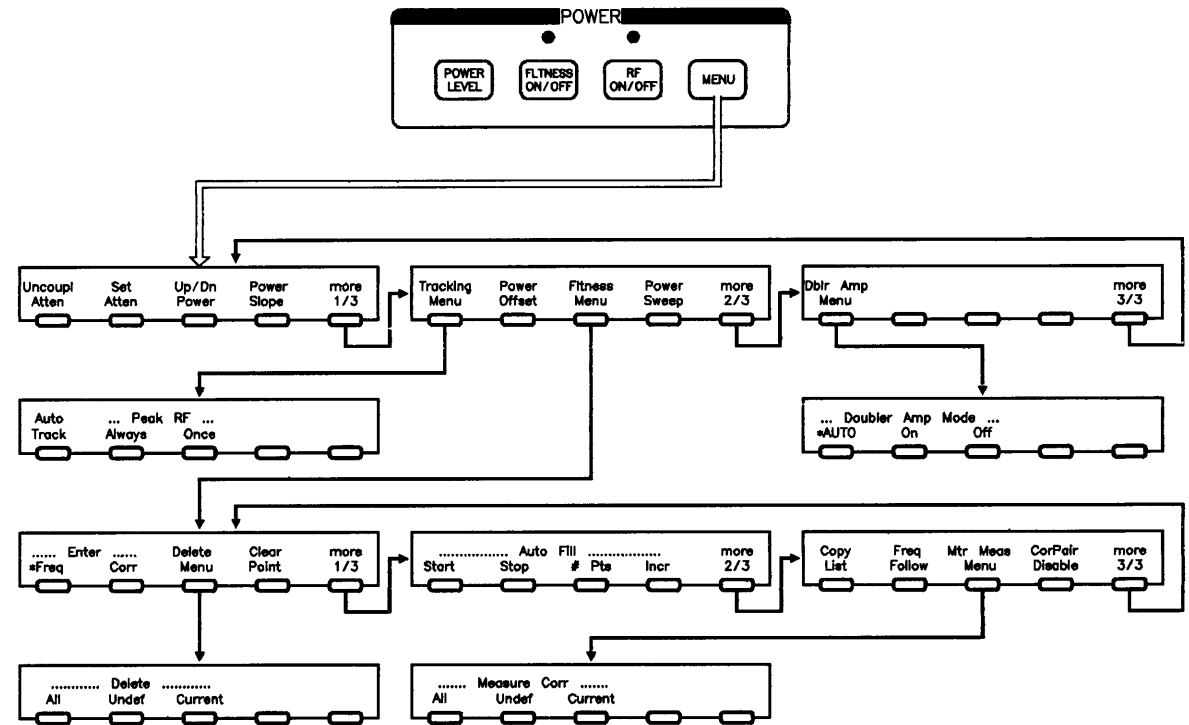 POWER
POWER LEVEL
FLTNESS ON/OFF
RF ON/OFF
MENU
Uncoupl Atten
Set Atten
Up/Dn Power
Power Slope
more 1/3
Tracking Menu
Power Offset
Fltness Menu
Power Sweep
more 2/3
Dblr Amp Menu
more 3/3
Auto Track
... Peak RF ...
Always
Once
... Doubler Amp Mode ...
*AUTO
On
Off
...... Enter ......
*Freq
Corr
Delete Menu
Clear Point
more 1/3
.................. Auto Fill ..................
Start
Stop
# Pts
Incr
more 2/3
Copy List
Freq Follow
Mtr Meas Menu
CorPair Disable
more 3/3
............ Delete ............
All
Undef
Current
....... Measure Corr .......
All
Undef
Current